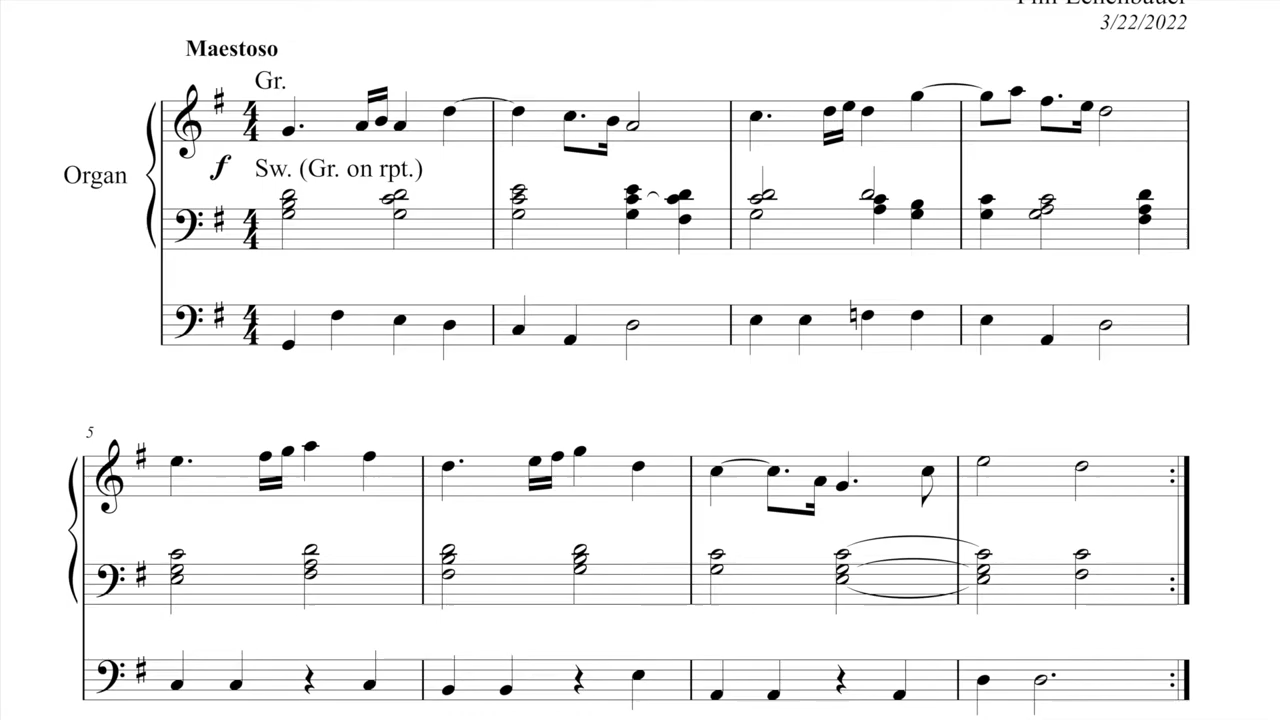 3/22/2022
Maestoso
Gr.
f
Sw. (Gr. on rpt.)
Organ
5